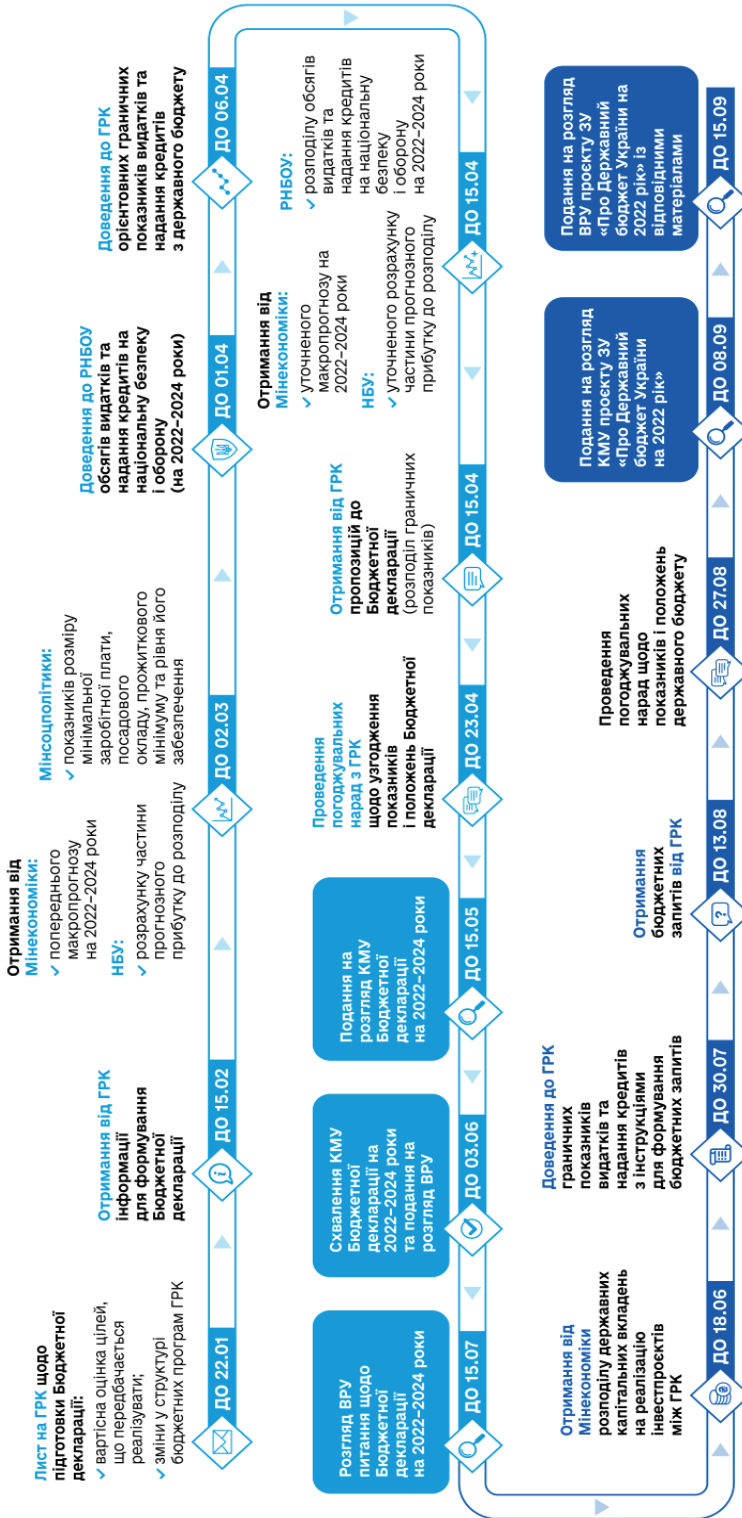 Лист на ГРК щодо
підготовки Бюджетної
декларації:
✓ вартісна оцінка цілей,
що передбачається
реалізувати;
✓ зміни у структурі
бюджетних програм ГРК
ДО 22.01
Отримання від ГРК
інформації
для формування
Бюджетної
декларації
ДО 15.02
Отримання від
Мінекономіки:
✓ попереднього
макропрогнозу
на 2022–2024 роки
НБУ:
✓ розрахунку частини
прогнозного
прибутку до розподілу
Мінсоцполітики:
✓ показників розміру
мінімальної
заробітної плати,
посадового
окладу, прожиткового
мінімуму та рівня його
забезпечення
ДО 02.03
Доведення до РНБОУ
обсягів видатків та
надання кредитів на
національну безпеку
і оборону
(на 2022–2024 роки)
ДО 01.04
Доведення до ГРК
орієнтовних граничних
показників видатків та
надання кредитів
з державного бюджету
ДО 06.04
Отримання від
Мінекономіки:
✓ уточненого
макропрогнозу на
2022–2024 роки
НБУ:
✓ уточненого розрахунку
частини прогнозного
прибутку до розподілу
РНБОУ:
✓ розподілу обсягів
видатків та
надання кредитів
на національну
безпеку
і оборону
на 2022–2024 роки
ДО 15.04
Отримання від ГРК
пропозицій до
Бюджетної
декларації
(розподіл граничних
показників)
ДО 15.04
Проведення
погоджувальних
нарад з ГРК
щодо узгодження
показників
і положень Бюджетної
декларації
ДО 23.04
Подання на
розгляд КМУ
Бюджетної
декларації
на 2022–2024 роки
ДО 15.05
Схвалення КМУ
Бюджетної
декларації на
2022–2024 роки
та подання на
розгляд ВРУ
ДО 03.06
Розгляд ВРУ
питання щодо
Бюджетної
декларації
на 2022–2024 роки
ДО 15.07
Отримання від
Мінекономіки
розподілу державних
капітальних вкладень
на реалізацію
інвестпроєктів
між ГРК
ДО 18.06
Доведення до ГРК
граничних
показників
видатків та
надання кредитів
з інструкціями
для формування
бюджетних запитів
ДО 30.07
Отримання
бюджетних
запитів від ГРК
ДО 13.08
Проведення
погоджувальних
нарад щодо
показників і положень
державного бюджету
ДО 27.08
Подання на розгляд
КМУ проєкту ЗУ
«Про Державний
бюджет України
на 2022 рік»
ДО 08.09
Подання на розгляд
ВРУ проєкту ЗУ
«Про Державний
бюджет України на
2022 рік» із
відповідними
матеріалами
ДО 15.09